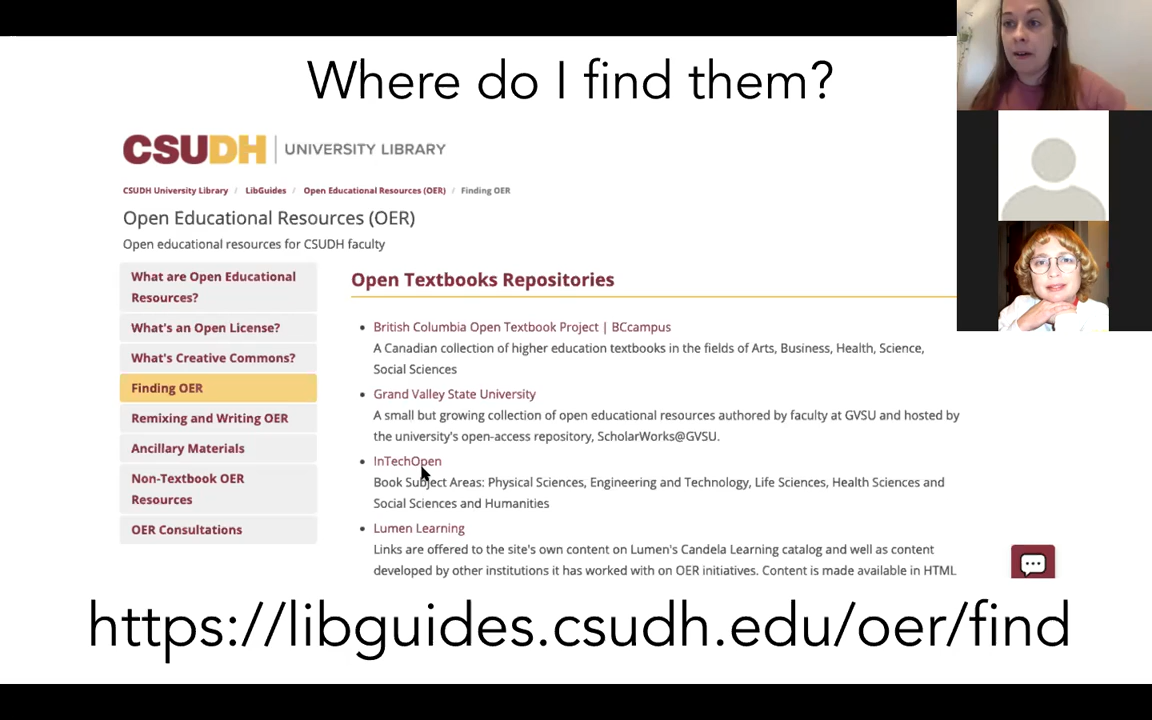 Where do I find them?
CSUDH | UNIVERSITY LIBRARY
CSUDH University Library / LibGuides / Open Educational Resources (OER) / Finding OER
Open Educational Resources (OER)
Open educational resources for CSUDH faculty
What are Open Educational
Resources?
What's an Open License?
What's Creative Commons?
Finding OER
Remixing and Writing OER
Ancillary Materials
Non-Textbook OER
Resources
OER Consultations
Open Textbooks Repositories
• British Columbia Open Textbook Project | BCcampus
A Canadian collection of higher education textbooks in the fields of Arts, Business, Health, Science,
Social Sciences
• Grand Valley State University
A small but growing collection of open educational resources authored by faculty at GVSU and hosted by
the university's open-access repository, ScholarWorks@GVSU.
• InTechOpen
Book Subject Areas: Physical Sciences, Engineering and Technology, Life Sciences, Health Sciences and
Social Sciences and Humanities
• Lumen Learning
Links are offered to the site's own content on Lumen's Candela Learning catalog and well as content
developed by other institutions it has worked with on OER initiatives. Content is made available in HTML
https://libguides.csudh.edu/oer/find